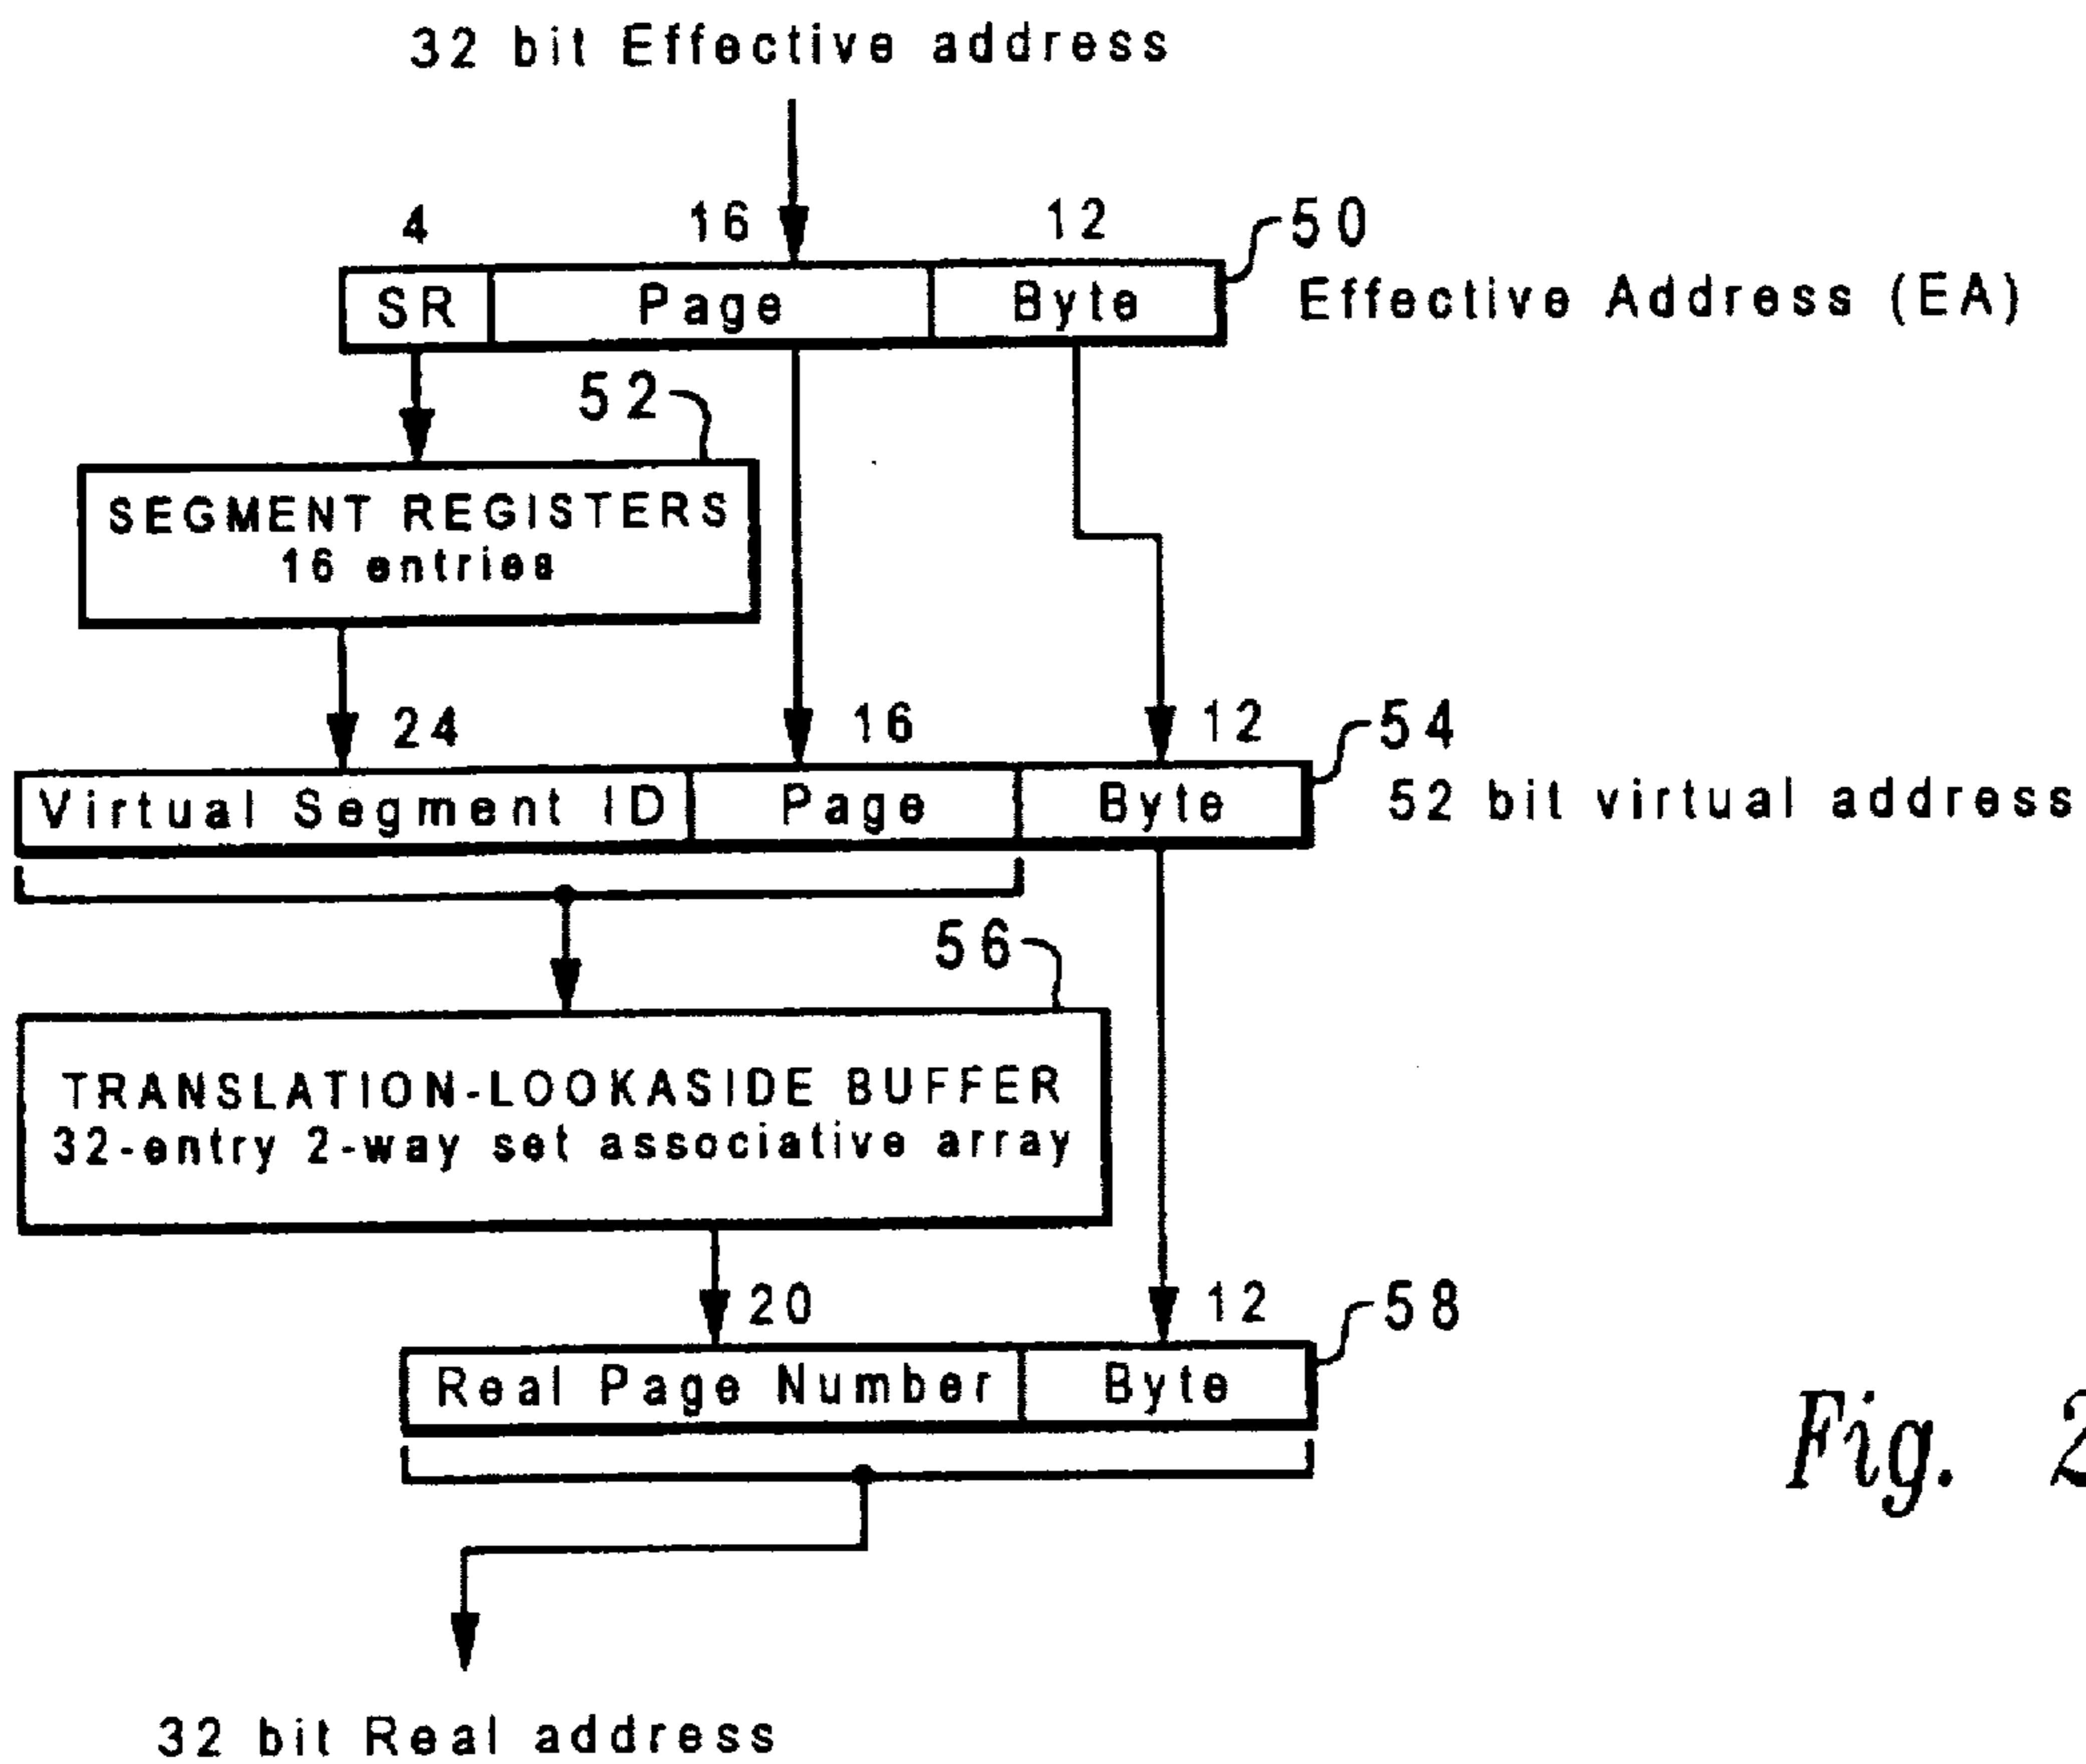 32 bit Effective address
4 16 12 50
SR Page Byte Effective Address (EA)
52
SEGMENT REGISTERS
16 entries
24 16 12 54
Virtual Segment ID Page Byte 52 bit virtual address
56
TRANSLATION-LOOKASIDE BUFFER
32-entry 2-way set associative array
20 12 58
Real Page Number Byte
Fig. 2
32 bit Real address